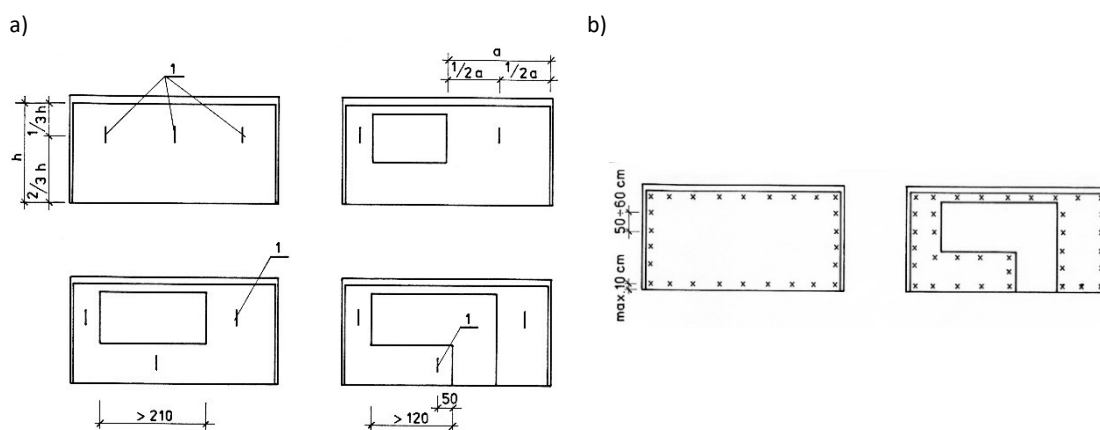 a)
b)
1
1/3 h
h
2/3 h
a
1/2 a
1/2 a
1
> 210
1
50
> 120
50÷60 cm
max. 10 cm
x x x x x x x x
x
x
x
x
x x x x x x x x x
x x x x x x x x x
x x x x x x
x x x x
x x x x x x x